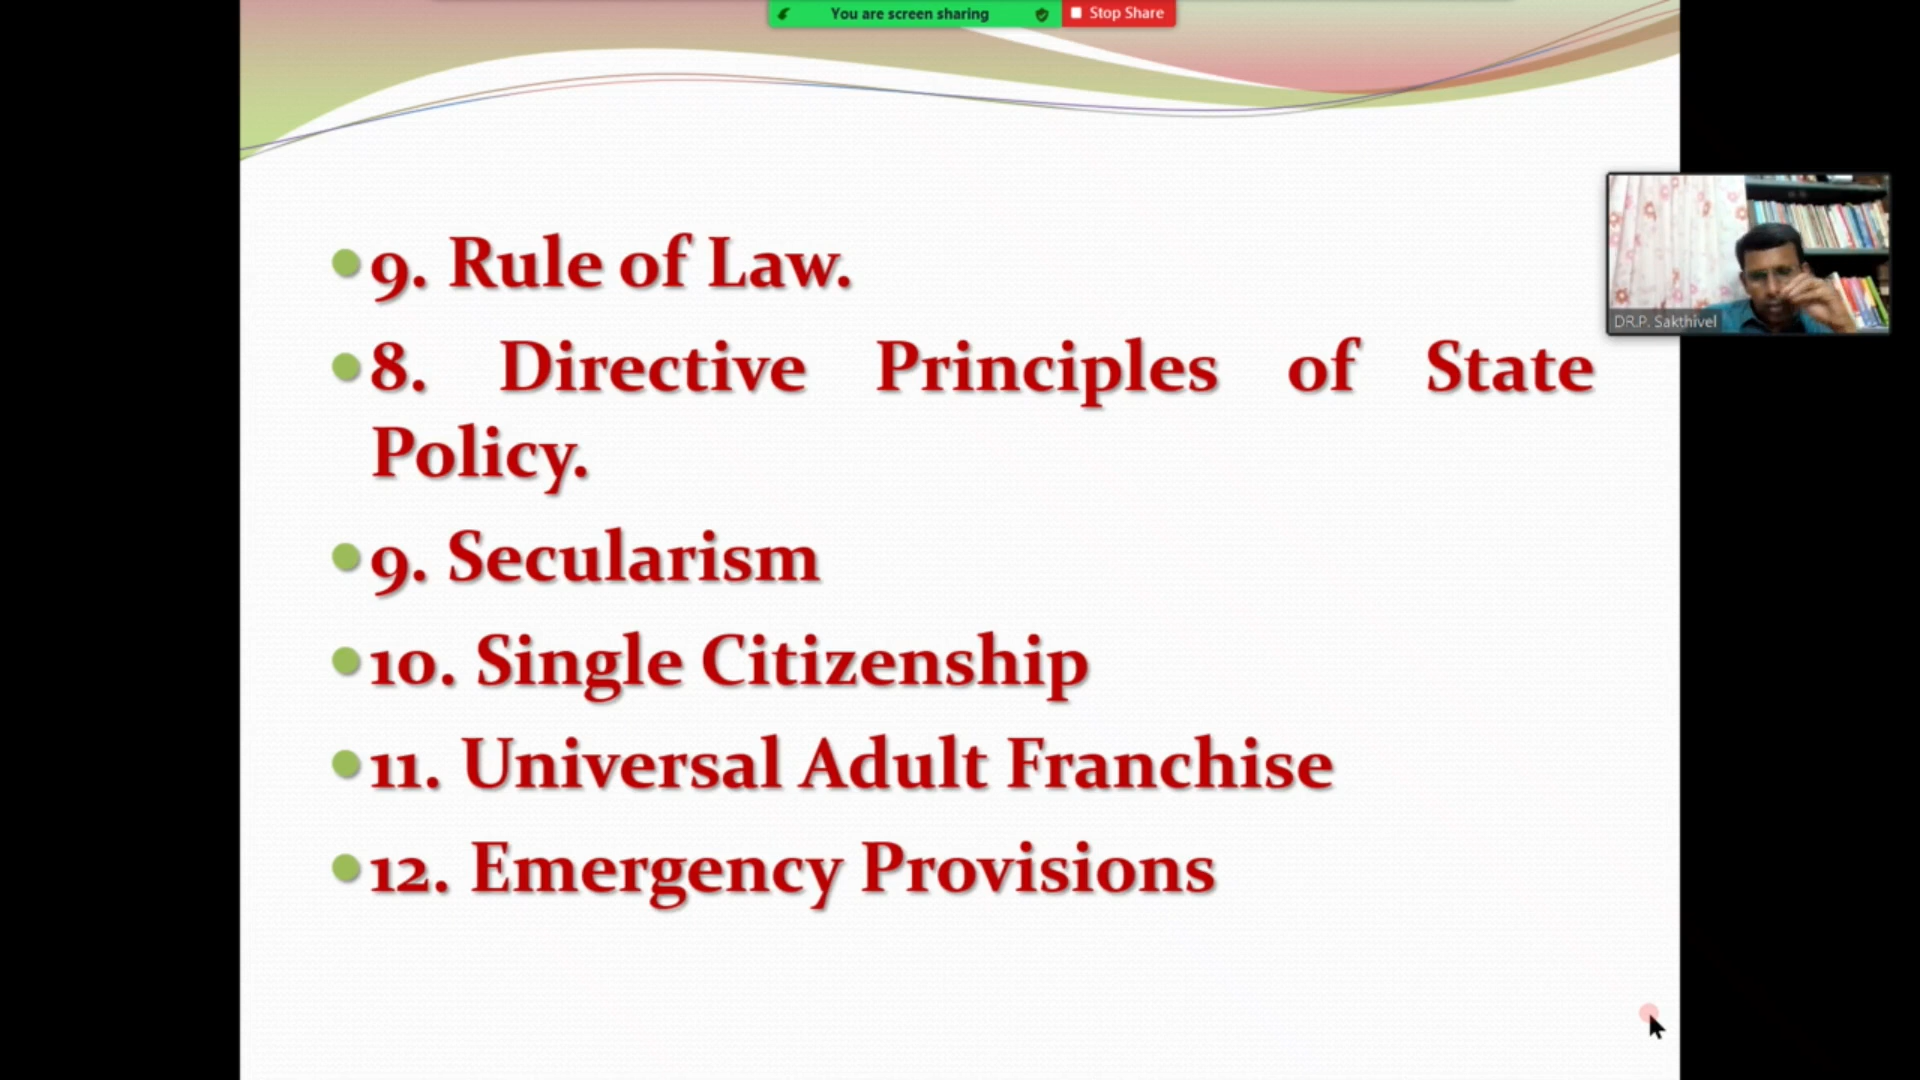 You are screen sharing
Stop Share
9. Rule of Law.
8. Directive Principles of State
Policy.
9. Secularism
10. Single Citizenship
11. Universal Adult Franchise
12. Emergency Provisions
DR.P. Sakthivel